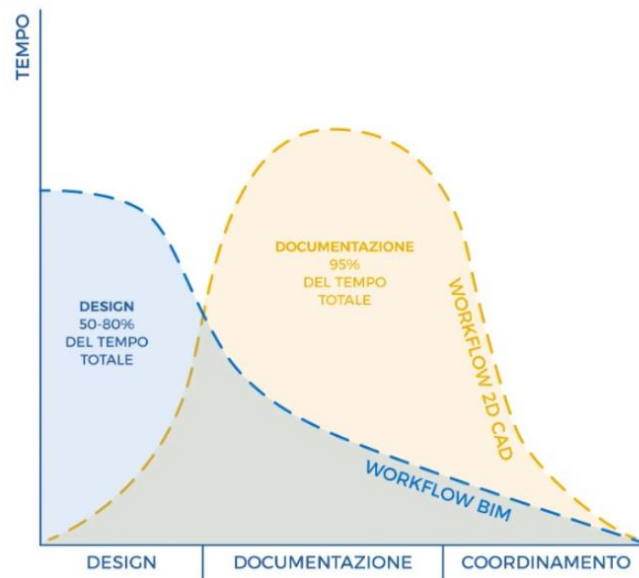 TEMPO
DOCUMENTAZIONE
95%
DEL TEMPO
TOTALE
DESIGN
50-80%
DEL TEMPO
TOTALE
WORKFLOW 2D CAD
WORKFLOW BIM
DESIGN
DOCUMENTAZIONE
COORDINAMENTO